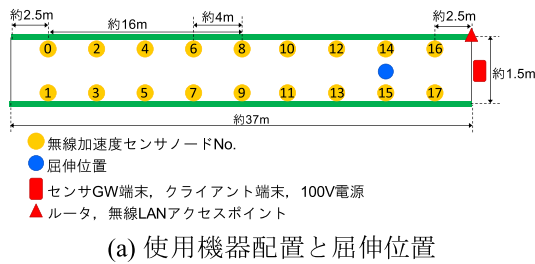 約2.5m 約16m 約4m 約2.5m
0 2 4 6 8 10 12 14 16
約1.5m
1 3 5 7 9 11 13 15 17
約37m
無線加速度センサノードNo.
屈伸位置
センサGW端末，クライアント端末，100V電源
ルータ，無線LANアクセスポイント
(a) 使用機器配置と屈伸位置